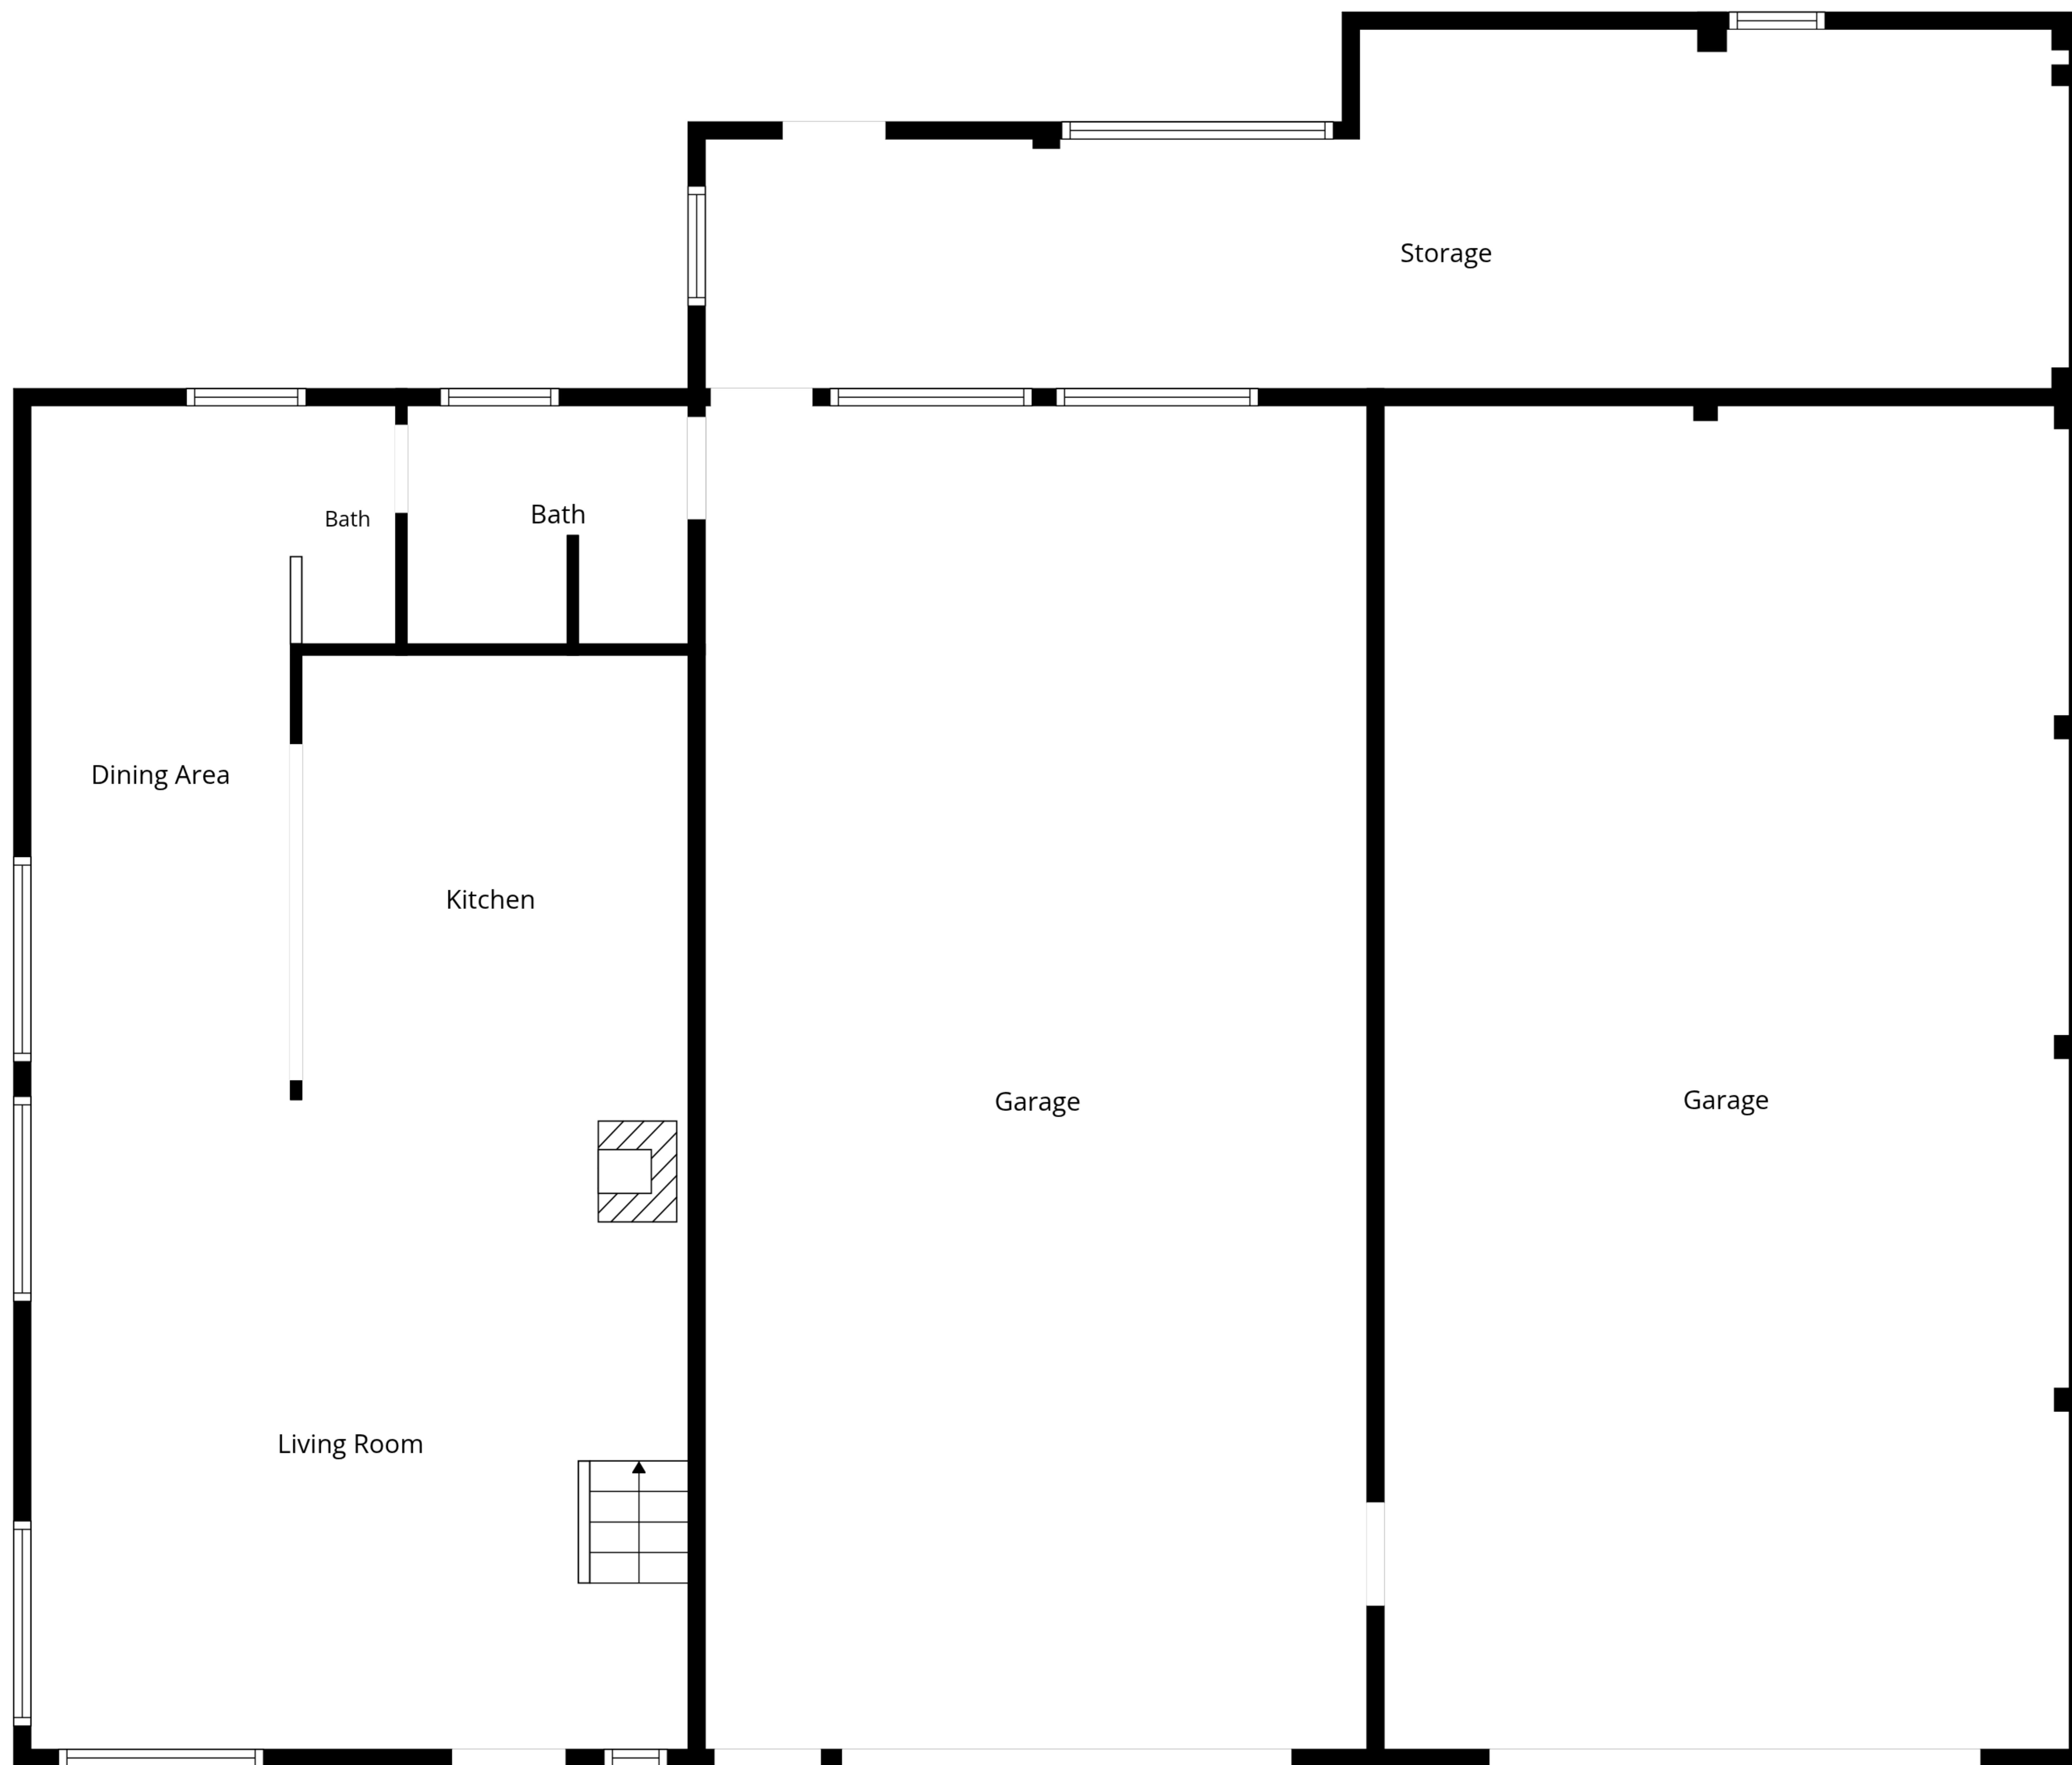 Storage
Bath
Bath
Dining Area
Kitchen
Garage
Garage
Living Room